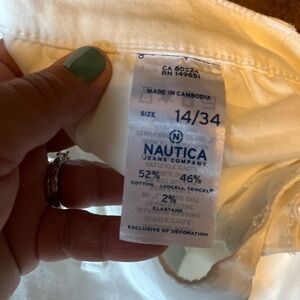 CA 60224
RN 149651
MADE IN CAMBODIA
SIZE 14/34
N
NAUTICA
JEANS COMPANY
52% 46%
COTTON LYOCELL TENCEL®
2%
ELASTANE
EXCLUSIVE OF DECORATION